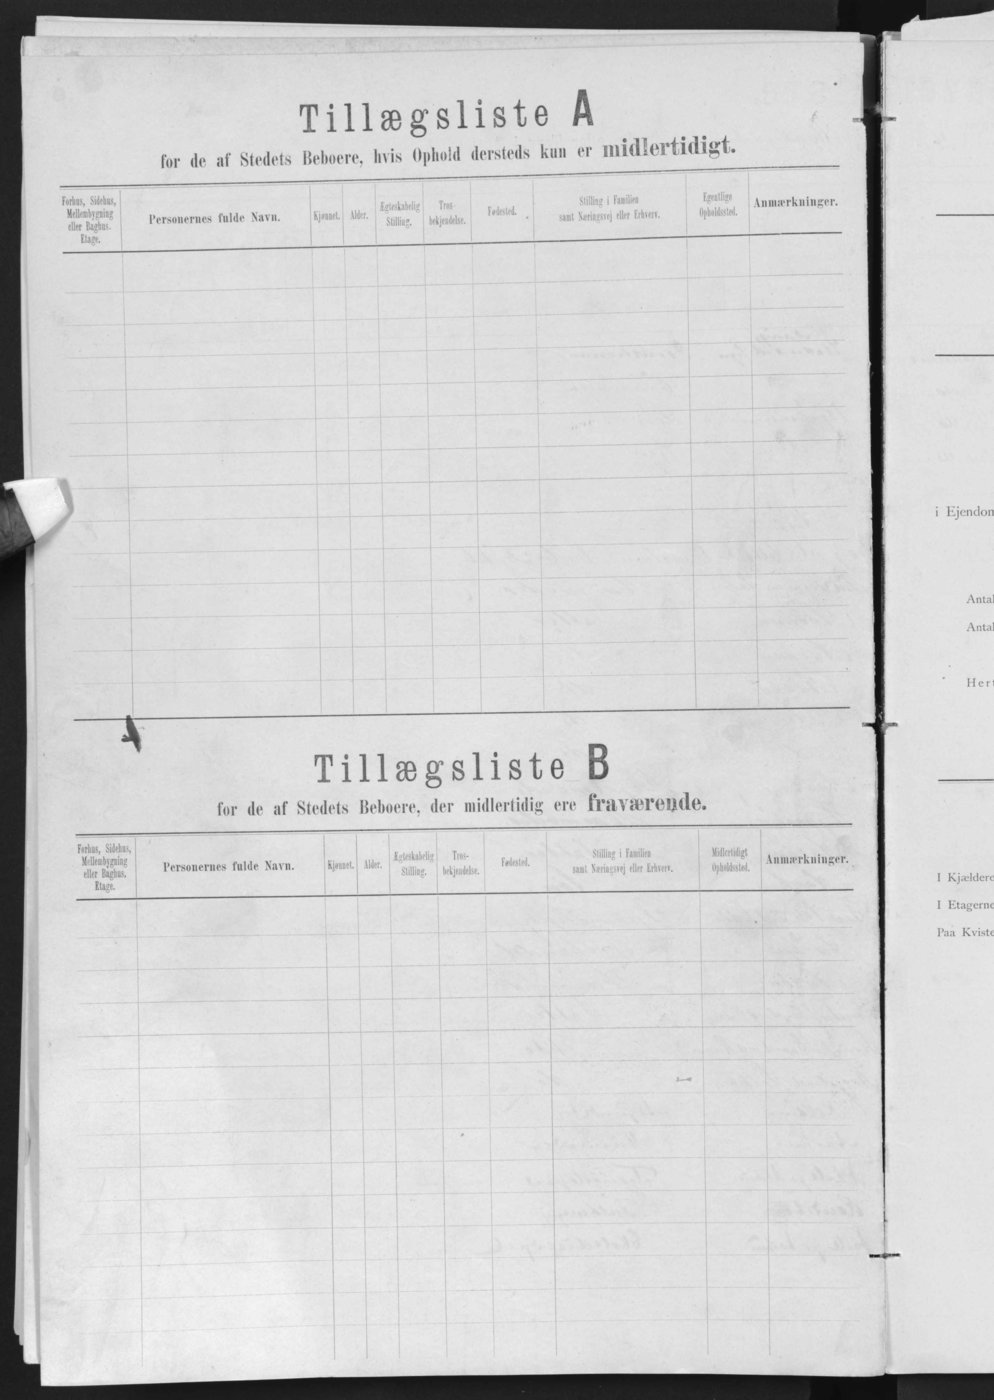 Tillægsliste A
for de af Stedets Beboere, hvis Ophold dersteds kun er midlertidigt.
Forhus, Sidehus,
Mellembygning
eller Baghus.
Etage.
Personernes fulde Navn.
Kjønnet.
Alder.
Ægteskabelig
Stilling.
Tros-
bekjendelse.
Fødested.
Stilling i Familien
samt Næringsvej eller Erhverv.
Egentlige
Opholdssted.
Anmærkninger.
Tillægsliste B
for de af Stedets Beboere, der midlertidig ere fraværende.
Forhus, Sidehus,
Mellembygning
eller Baghus,
Etage.
Personernes fulde Navn.
Kjønnet.
Alder.
Ægteskabelig
Stilling.
Tros-
bekjendelse.
Fødested.
Stilling i Familien
samt Næringsvej eller Erhverv.
Midlertidigt
Opholdssted.
Anmærkninger.
i Ejendom
Antal
Antal
Hert
I Kjældere
I Etagerne
Paa Kviste